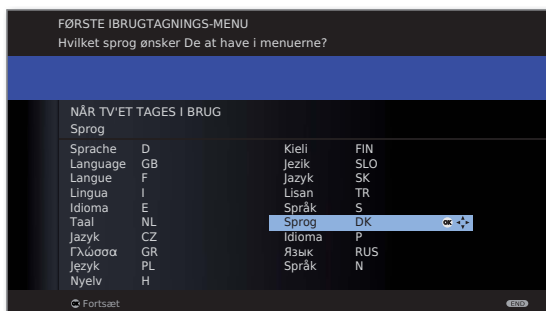 FØRSTE IBRUGTAGNINGS-MENU
Hvilket sprog ønsker De at have i menuerne?
NÅR TV'ET TAGES I BRUG
Sprog
Sprache D
Language GB
Langue F
Lingua I
Idioma E
Taal NL
Jazyk CZ
Γλώσσα GR
Język PL
Nyelv H
Kieli FIN
Jezik SLO
Jazyk SK
Lisan TR
Språk S
Sprog DK OK
Idioma P
Язык RUS
Språk N
OK Fortsæt
END